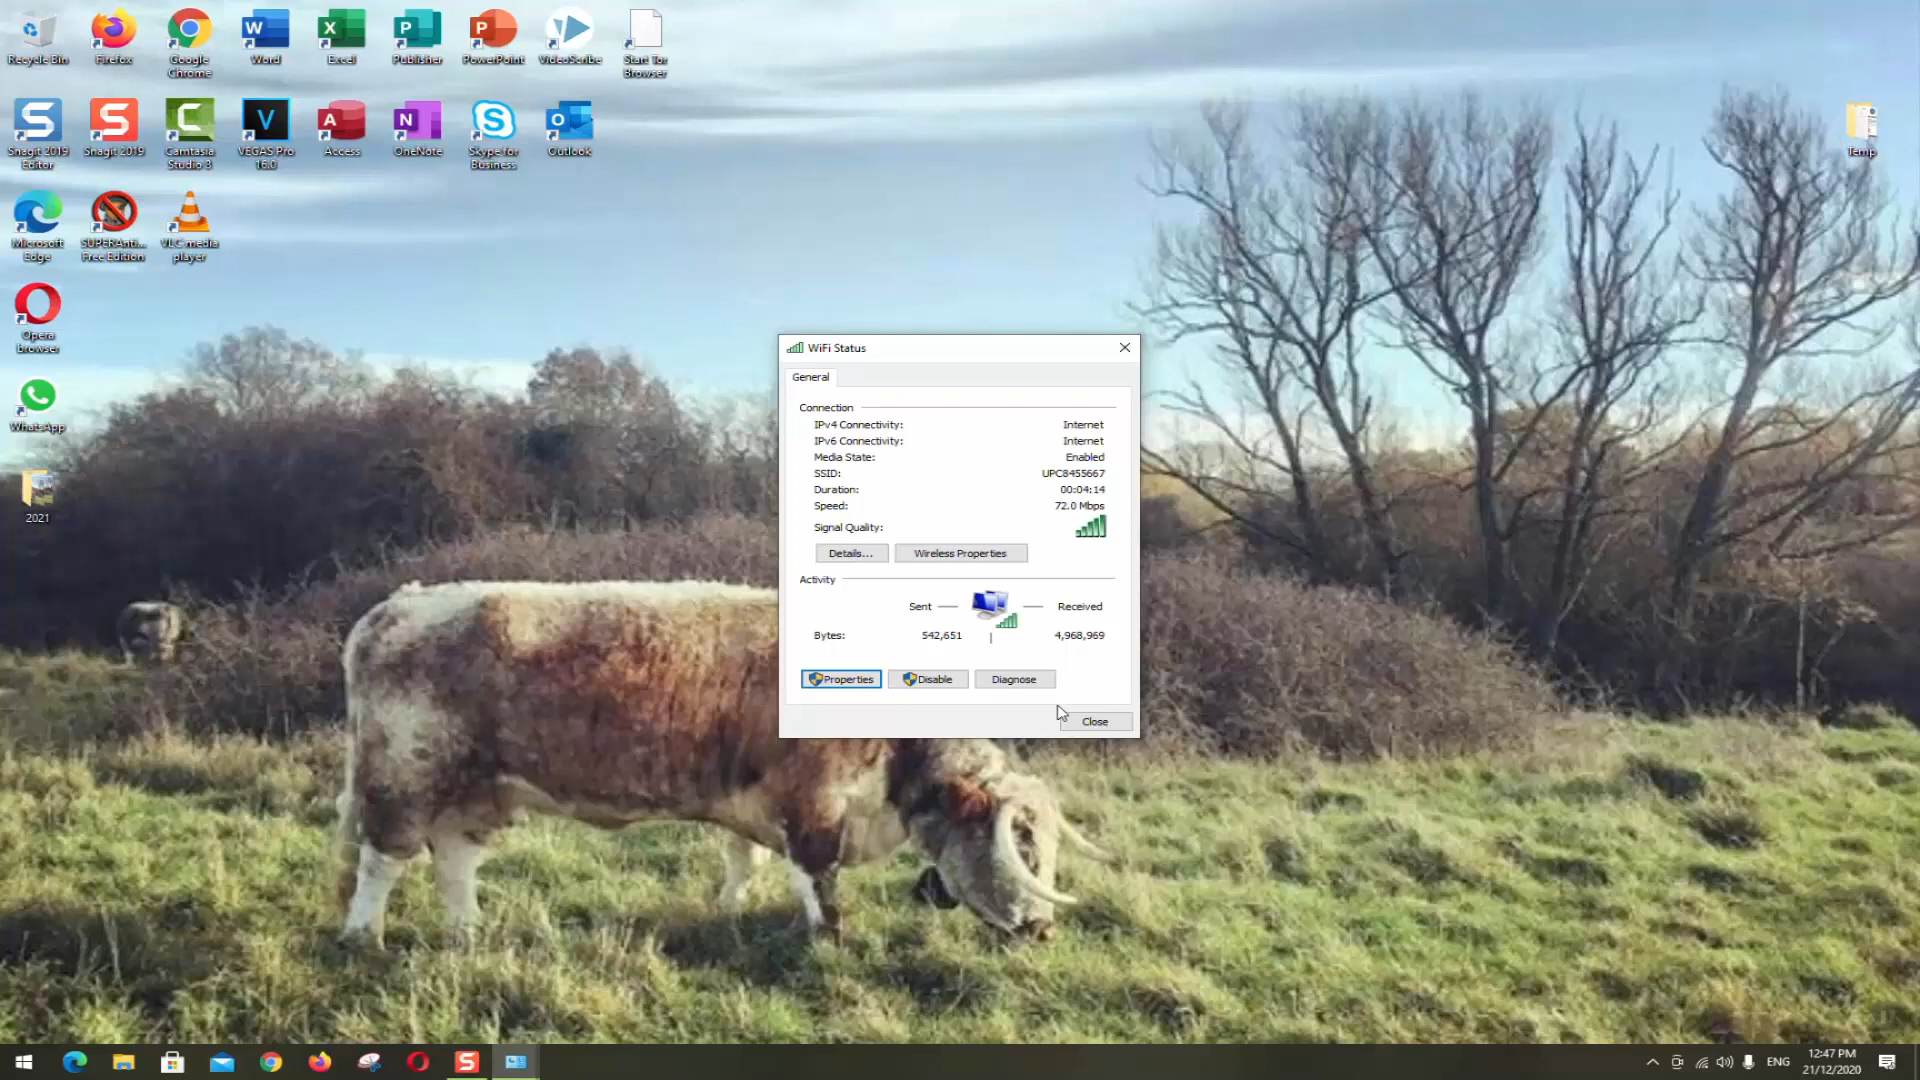 Recycle Bin
Firefox
Google
Chrome
Word
Excel
Publisher
PowerPoint
VideoScribe
Start Tor
Browser
Snagit 2019
Editor
Snagit 2019
Camtasia
Studio 8
VEGAS Pro
16.0
Access
OneNote
Skype for
Business
Outlook
Temp
Microsoft
Edge
SUPERAnti...
Free Edition
VLC media
player
Opera
browser
WhatsApp
2021
WiFi Status
General
Connection
IPv4 Connectivity: Internet
IPv6 Connectivity: Internet
Media State: Enabled
SSID: UPC8455667
Duration: 00:04:14
Speed: 72.0 Mbps
Signal Quality:
Details... Wireless Properties
Activity
Sent — — Received
Bytes: 542,651 | 4,968,969
Properties Disable Diagnose
Close
ENG
12:47 PM
21/12/2020